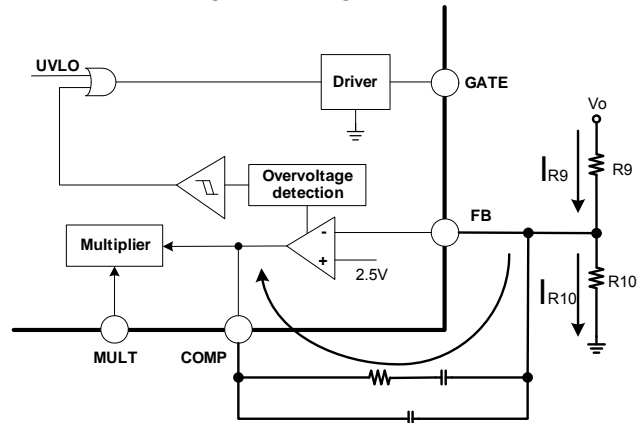 UVLO
Driver
GATE
Vo
IR9
R9
Overvoltage
detection
FB
Multiplier
-
+
2.5V
IR10
R10
MULT
COMP